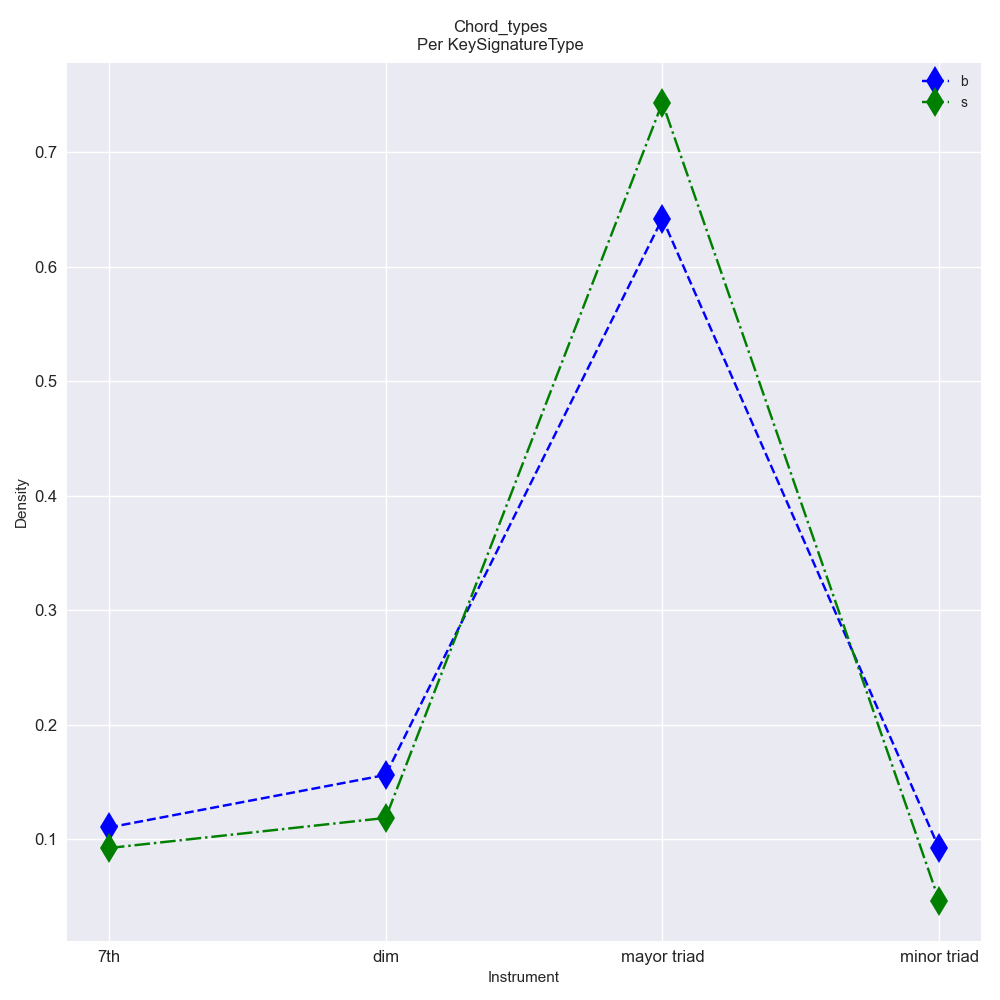 Chord_types
Per KeySignatureType
b
s
0.7
0.6
0.5
0.4
0.3
0.2
0.1
Density
7th
dim
mayor triad
minor triad
Instrument